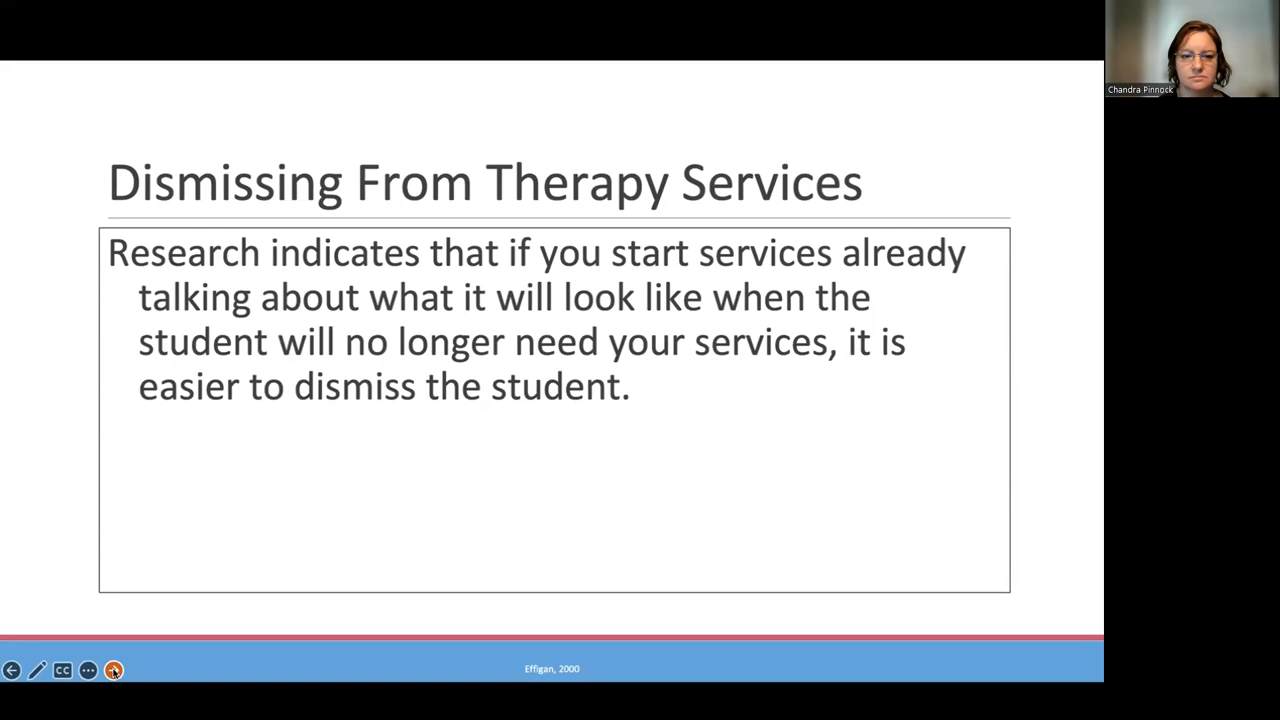 Chandra Pinnock
Dismissing From Therapy Services
Research indicates that if you start services already
talking about what it will look like when the
student will no longer need your services, it is
easier to dismiss the student.
CC
Effigan, 2000